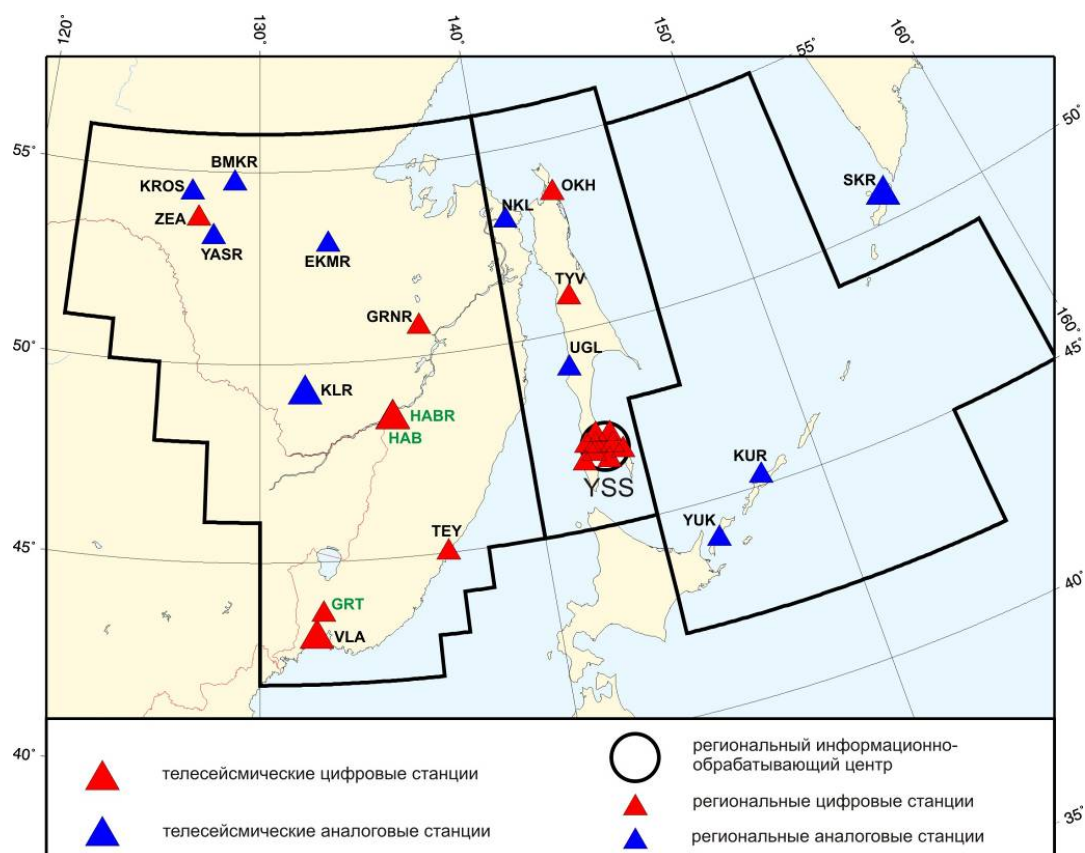 120°
130°
140°
150°
55°
160°
50°
55°
BMKR
KROS
ZEA
YASR
EKMR
NKL
OKH
SKR
TYV
GRNR
160°
45°
50°
UGL
KLR
HABR
HAB
YSS
KUR
YUK
TEY
45°
40°
GRT
VLA
40°
35°
телесейсмические цифровые станции
телесейсмические аналоговые станции
региональный информационно-
обрабатывающий центр
региональные цифровые станции
региональные аналоговые станции